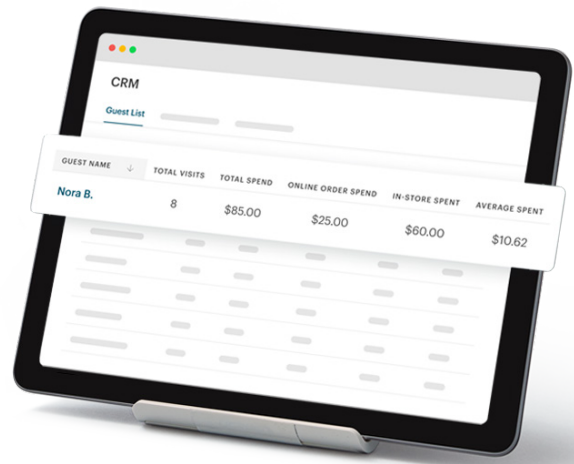 CRM
Guest List
GUEST NAME ↓ TOTAL VISITS TOTAL SPEND ONLINE ORDER SPEND IN-STORE SPENT AVERAGE SPENT
Nora B. 8 $85.00 $25.00 $60.00 $10.62